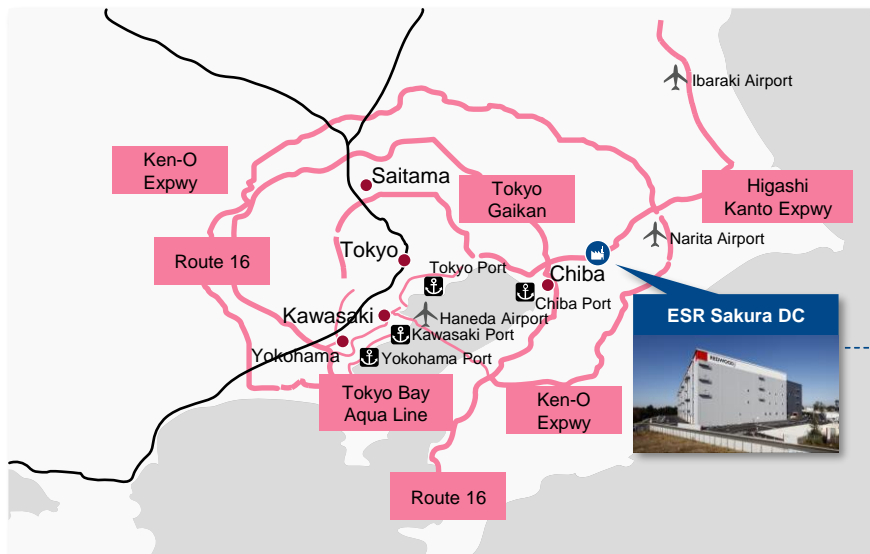 Ibaraki Airport
Ken-O
Expwy
Saitama
Tokyo
Gaikan
Higashi
Kanto Expwy
Narita Airport
Route 16
Tokyo
Tokyo Port
Chiba
Chiba Port
Kawasaki
Haneda Airport
Kawasaki Port
Yokohama
Yokohama Port
ESR Sakura DC
REDWOOD
Tokyo Bay
Aqua Line
Ken-O
Expwy
Route 16